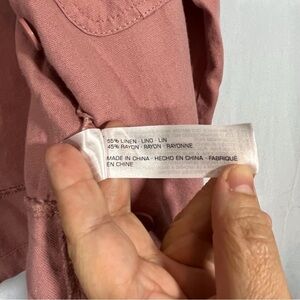 55% LINEN · LINO · LIN
45% RAYON · RAYON · RAYONNE
MADE IN CHINA · HECHO EN CHINA · FABRIQUÉ
EN CHINE